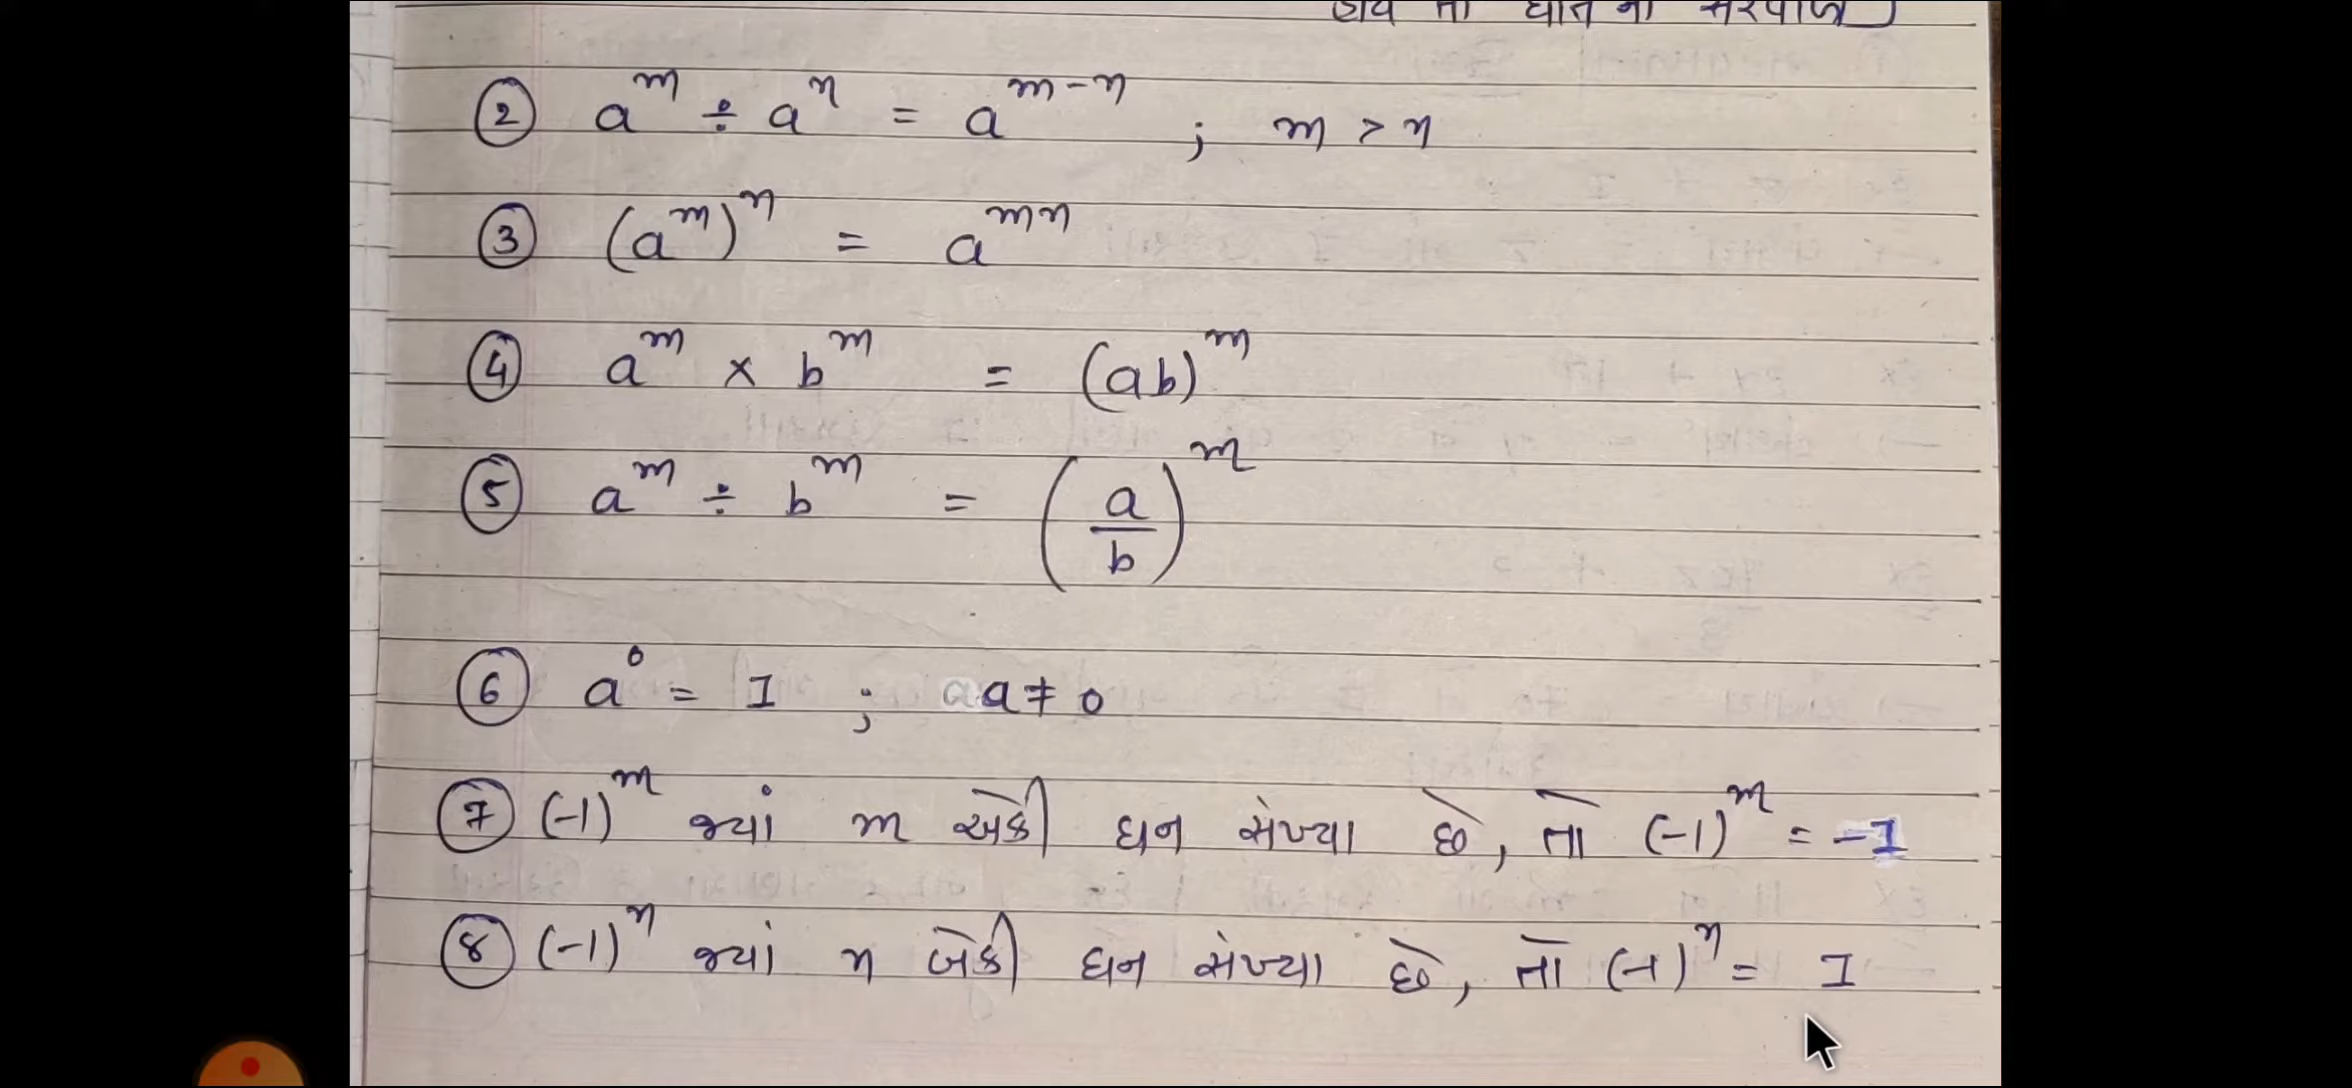 હોય તો ઘાત નો સરવાળો)
② a^m ÷ a^n = a^(m-n) ; m > n
③ (a^m)^n = a^(mn)
④ a^m × b^m = (ab)^m
⑤ a^m ÷ b^m = (a/b)^m
⑥ a^0 = 1 ; a a ≠ 0
⑦ (-1)^m જ્યાં m એકી ધન સંખ્યા છે, તો (-1)^m = -1
⑧ (-1)^n જ્યાં n બેકી ધન સંખ્યા છે, તો (-1)^n = 1